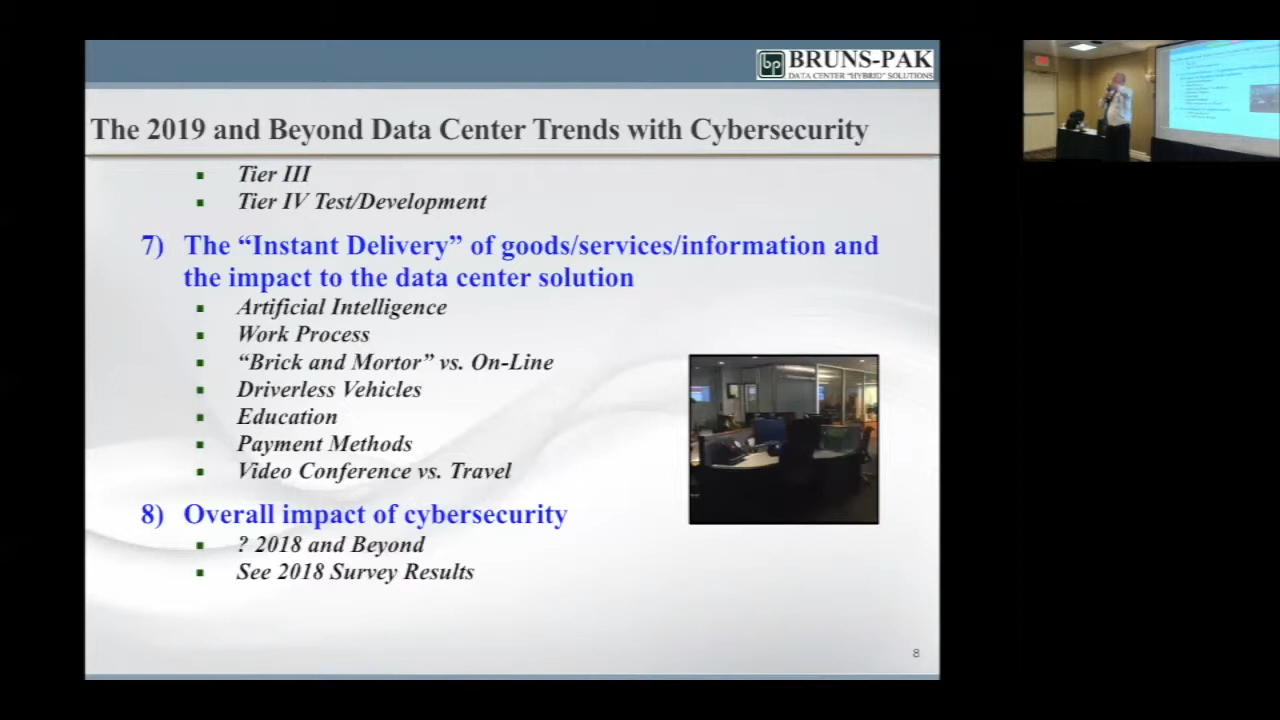 bp BRUNS-PAK
DATA CENTER "HYBRID" SOLUTIONS
The 2019 and Beyond Data Center Trends with Cybersecurity
▪ Tier III
▪ Tier IV Test/Development
7) The “Instant Delivery” of goods/services/information and
the impact to the data center solution
▪ Artificial Intelligence
▪ Work Process
▪ “Brick and Mortor” vs. On-Line
▪ Driverless Vehicles
▪ Education
▪ Payment Methods
▪ Video Conference vs. Travel
8) Overall impact of cybersecurity
▪ ? 2018 and Beyond
▪ See 2018 Survey Results
8